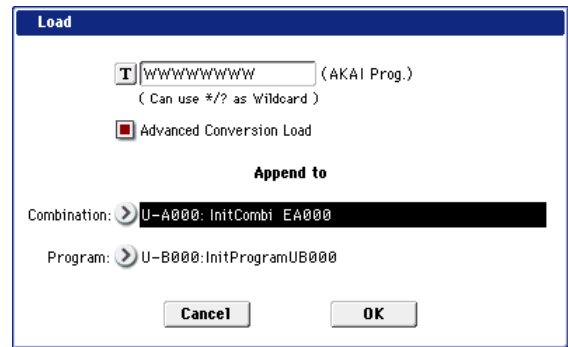 Load
T WWWWWWWW (AKAI Prog.)
( Can use */? as Wildcard )
Advanced Conversion Load
Append to
Combination: U-A000: InitCombi EA000
Program: U-B000:InitProgramUB000
Cancel OK